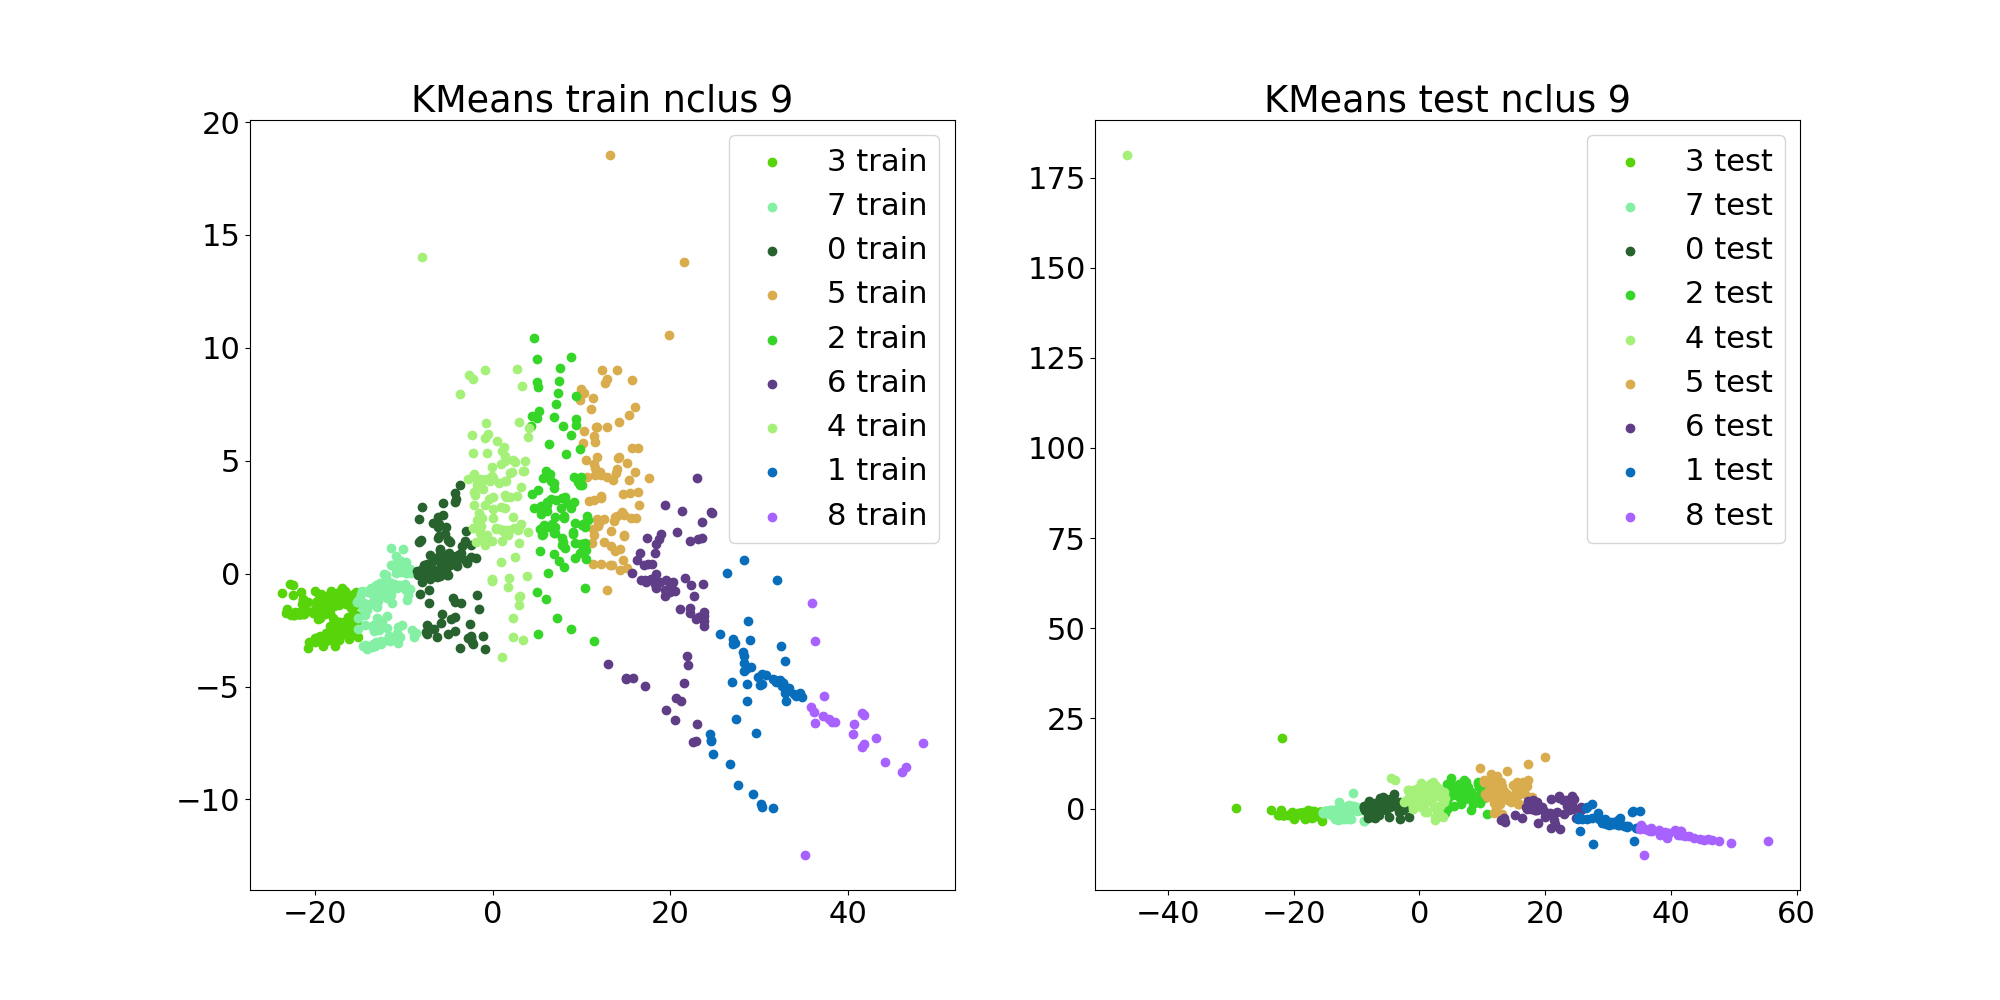 KMeans train nclus 9
20
15
10
5
0
−5
−10
−20
0
20
40
3 train
7 train
0 train
5 train
2 train
6 train
4 train
1 train
8 train
KMeans test nclus 9
175
150
125
100
75
50
25
0
−40
−20
0
20
40
60
3 test
7 test
0 test
2 test
4 test
5 test
6 test
1 test
8 test